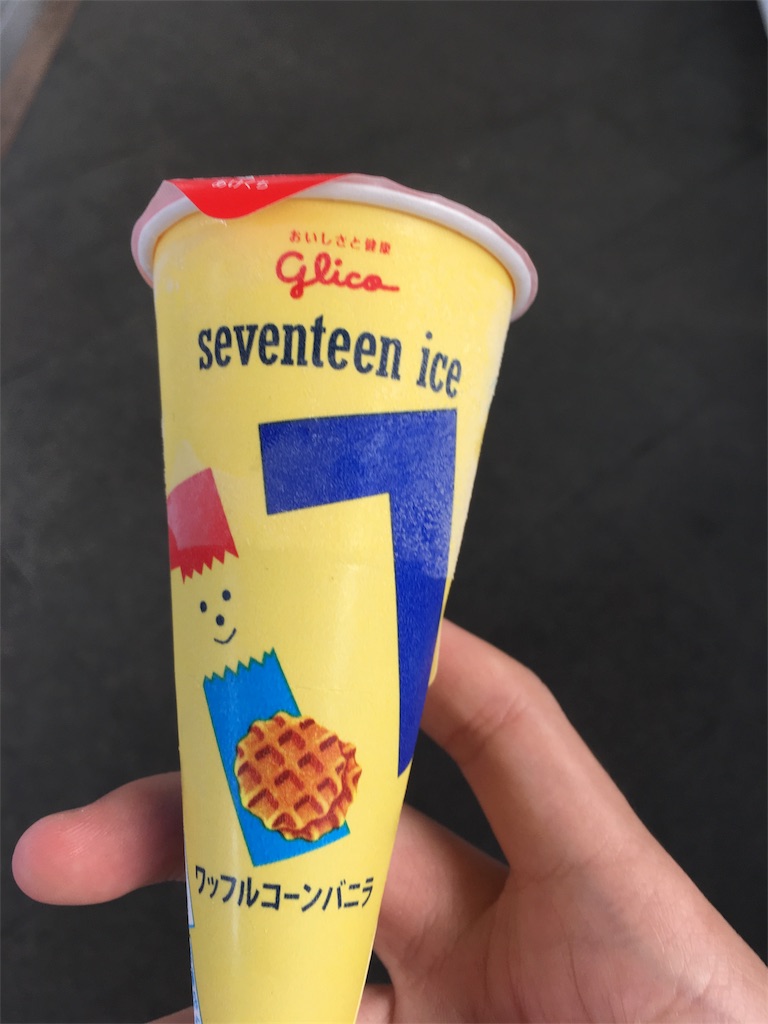 おいしさと健康
Glico
seventeen ice
ワッフルコーンバニラ